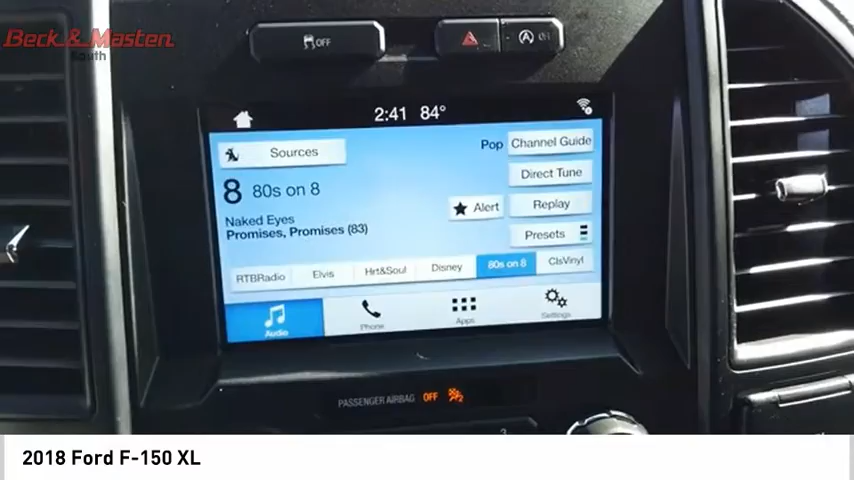 Beck & Masten
South
OFF
2:41 84°
Sources
Pop
Channel Guide
8 80s on 8
Direct Tune
Naked Eyes
Promises, Promises (83)
Alert
Replay
Presets
RTBRadio Elvis Hrt&Soul Disney 80s on 8 ClsVinyl
Audio Phone Apps Settings
PASSENGER AIRBAG OFF
2018 Ford F-150 XL